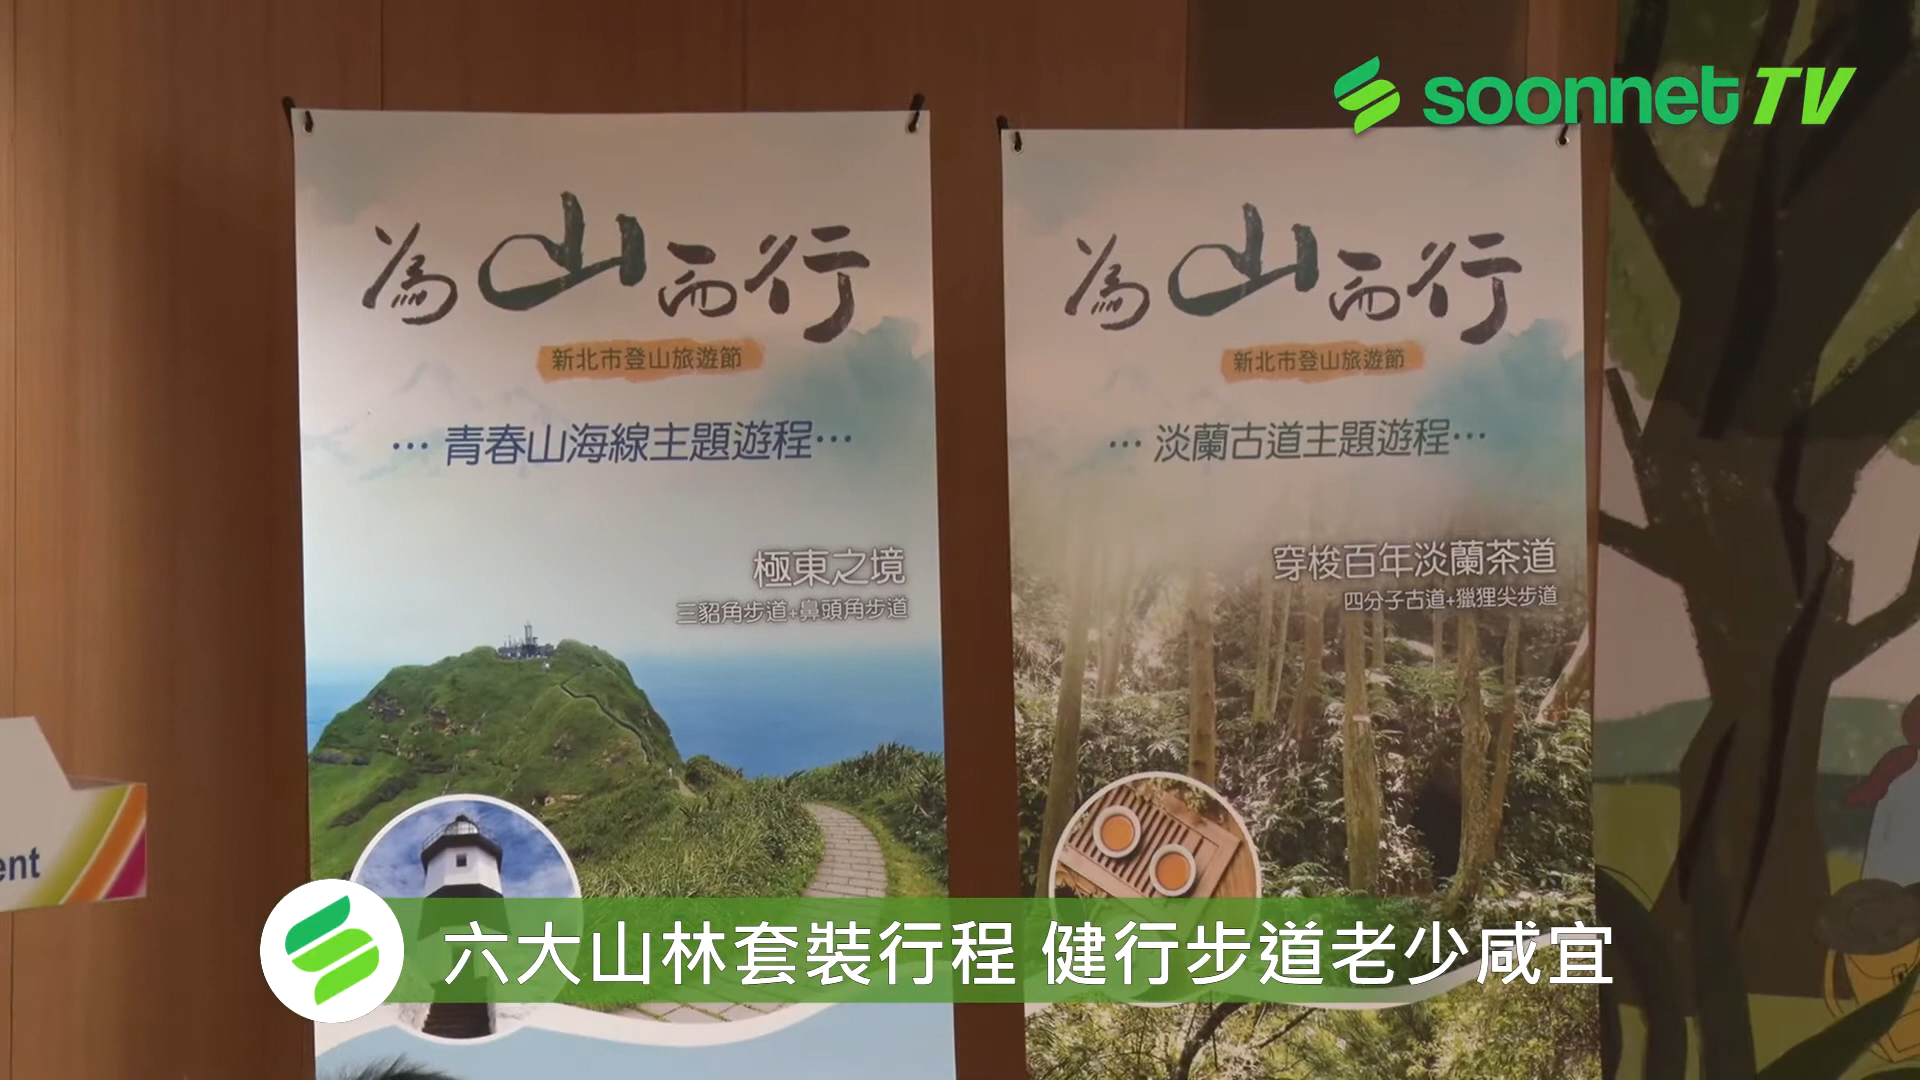 soonnet TV
為山而行
新北市登山旅遊節
…青春山海線主題遊程…
極東之境
三貂角步道+鼻頭角步道
為山而行
新北市登山旅遊節
…淡蘭古道主題遊程…
穿梭百年淡蘭茶道
四分子古道+獵狸尖步道
ent
六大山林套裝行程 健行步道老少咸宜